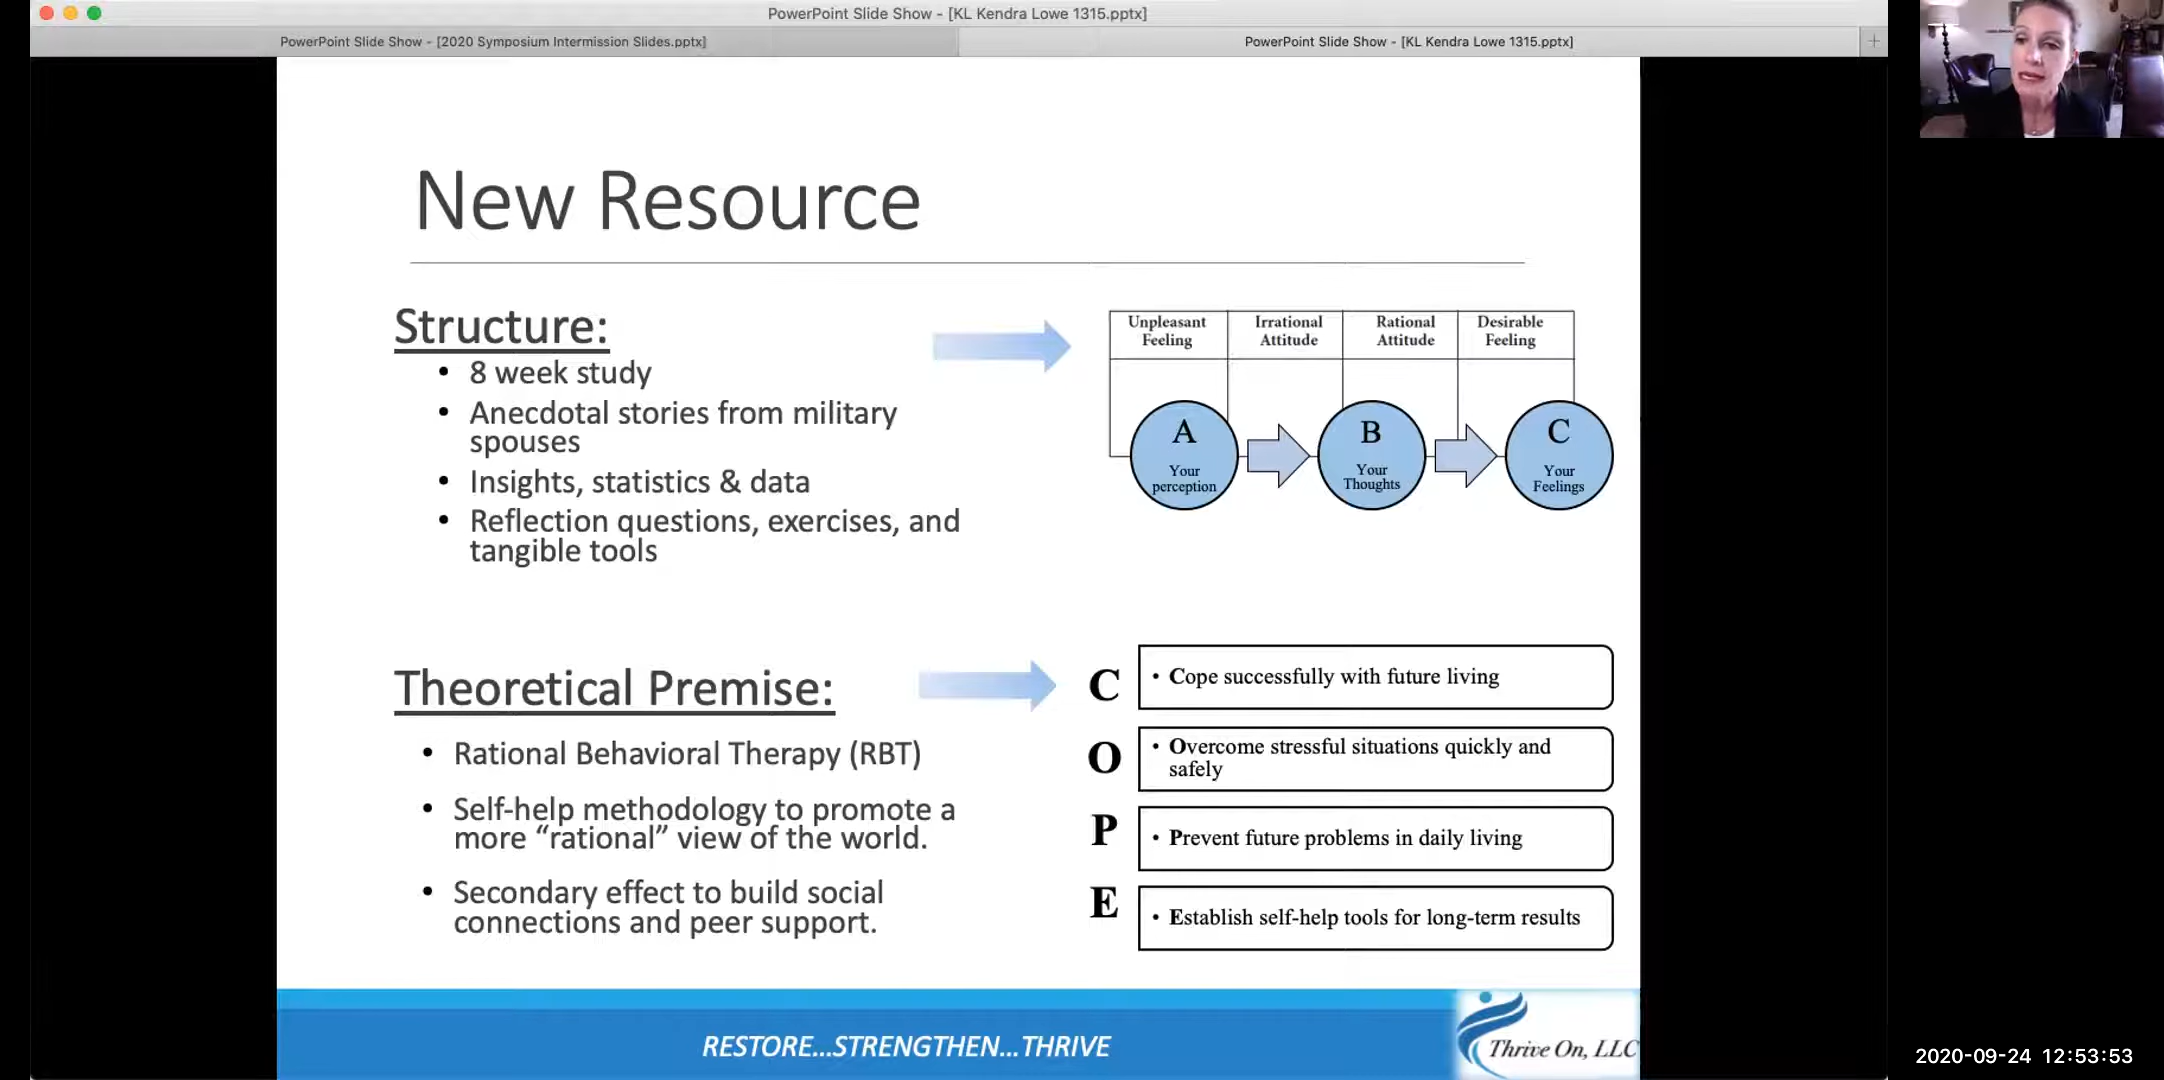 PowerPoint Slide Show - [KL Kendra Lowe 1315.pptx]
PowerPoint Slide Show - [2020 Symposium Intermission Slides.pptx]
PowerPoint Slide Show - [KL Kendra Lowe 1315.pptx]
New Resource
Structure:
• 8 week study
• Anecdotal stories from military
spouses
• Insights, statistics & data
• Reflection questions, exercises, and
tangible tools
Unpleasant
Feeling
Irrational
Attitude
Rational
Attitude
Desirable
Feeling
A
Your
perception
B
Your
Thoughts
C
Your
Feelings
Theoretical Premise:
• Rational Behavioral Therapy (RBT)
• Self-help methodology to promote a
more “rational” view of the world.
• Secondary effect to build social
connections and peer support.
C
• Cope successfully with future living
O
• Overcome stressful situations quickly and
safely
P
• Prevent future problems in daily living
E
• Establish self-help tools for long-term results
RESTORE...STRENGTHEN...THRIVE
Thrive On, LLC
2020-09-24 12:53:53